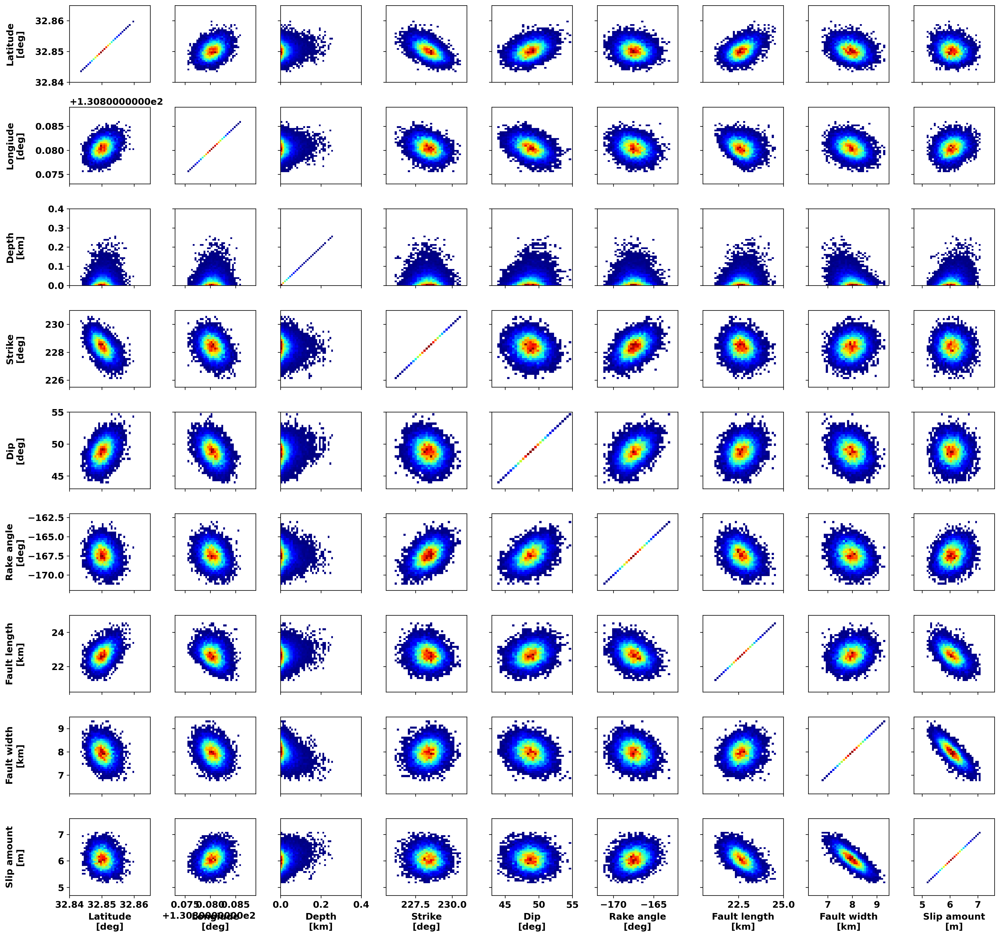 Latitude
[deg]
32.86
32.85
32.84
+1.3080000000e2
Longiude
[deg]
0.085
0.080
0.075
Depth
[km]
0.4
0.3
0.2
0.1
0.0
Strike
[deg]
230
228
226
Dip
[deg]
55
50
45
Rake angle
[deg]
−162.5
−165.0
−167.5
−170.0
Fault length
[km]
24
22
Fault width
[km]
9
8
7
Slip amount
[m]
7
6
5
32.84 32.85 32.86 0.075 0.080 0.085 0.0 0.2 0.4 227.5 230.0 45 50 55 −170 −165 22.5 25.0 7 8 9 5 6 7
+1.3080000000e2
Latitude Longiude Depth Strike Dip Rake angle Fault length Fault width Slip amount
[deg] [deg] [km] [deg] [deg] [deg] [km] [km] [m]